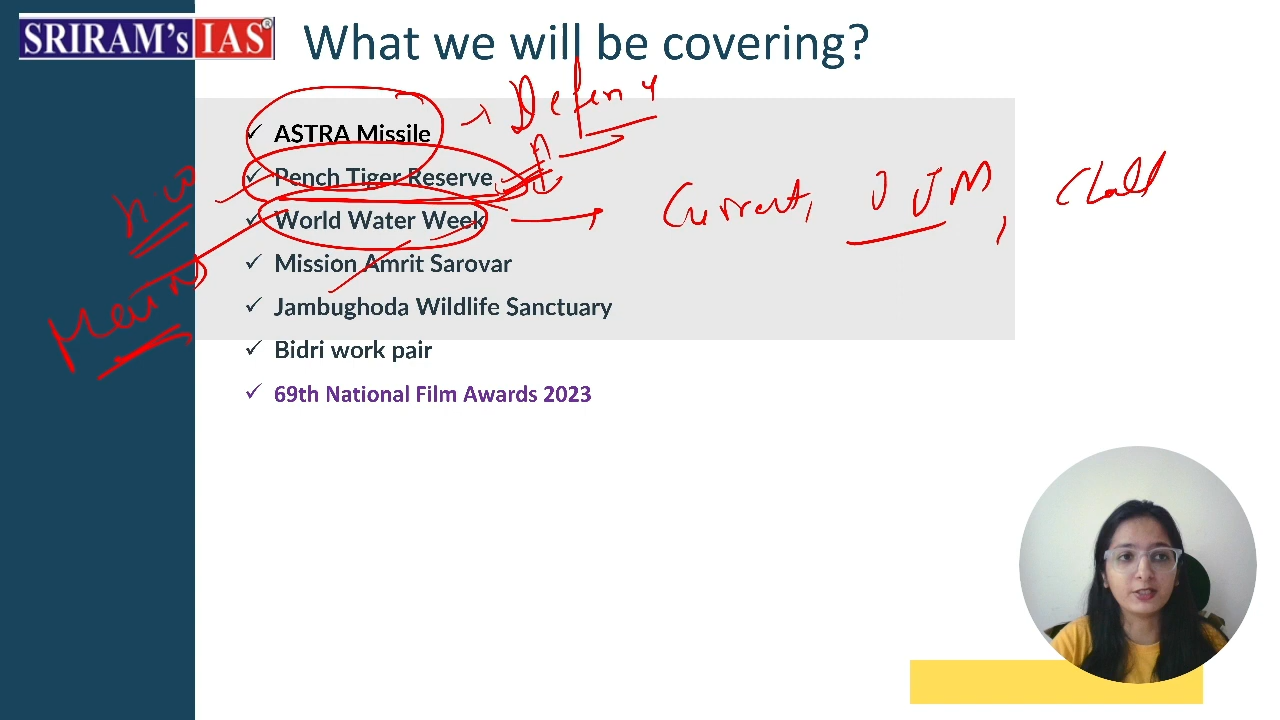 SRIRAM's IAS®
What we will be covering?
✓ ASTRA Missile
✓ Pench Tiger Reserve
✓ World Water Week
✓ Mission Amrit Sarovar
✓ Jambughoda Wildlife Sanctuary
✓ Bidri work pair
✓ 69th National Film Awards 2023
Current,
Mains